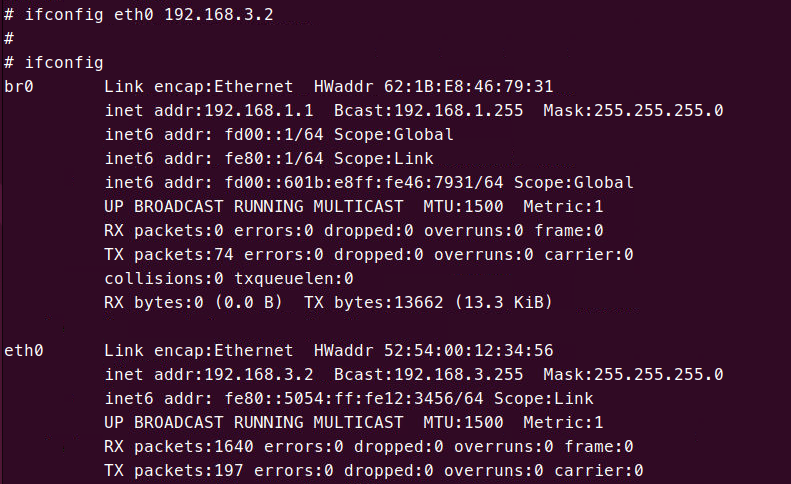 # ifconfig eth0 192.168.3.2
#
# ifconfig
br0       Link encap:Ethernet  HWaddr 62:1B:E8:46:79:31
          inet addr:192.168.1.1  Bcast:192.168.1.255  Mask:255.255.255.0
          inet6 addr: fd00::1/64 Scope:Global
          inet6 addr: fe80::1/64 Scope:Link
          inet6 addr: fd00::601b:e8ff:fe46:7931/64 Scope:Global
          UP BROADCAST RUNNING MULTICAST  MTU:1500  Metric:1
          RX packets:0 errors:0 dropped:0 overruns:0 frame:0
          TX packets:74 errors:0 dropped:0 overruns:0 carrier:0
          collisions:0 txqueuelen:0
          RX bytes:0 (0.0 B)  TX bytes:13662 (13.3 KiB)

eth0      Link encap:Ethernet  HWaddr 52:54:00:12:34:56
          inet addr:192.168.3.2  Bcast:192.168.3.255  Mask:255.255.255.0
          inet6 addr: fe80::5054:ff:fe12:3456/64 Scope:Link
          UP BROADCAST RUNNING MULTICAST  MTU:1500  Metric:1
          RX packets:1640 errors:0 dropped:0 overruns:0 frame:0
          TX packets:197 errors:0 dropped:0 overruns:0 carrier:0